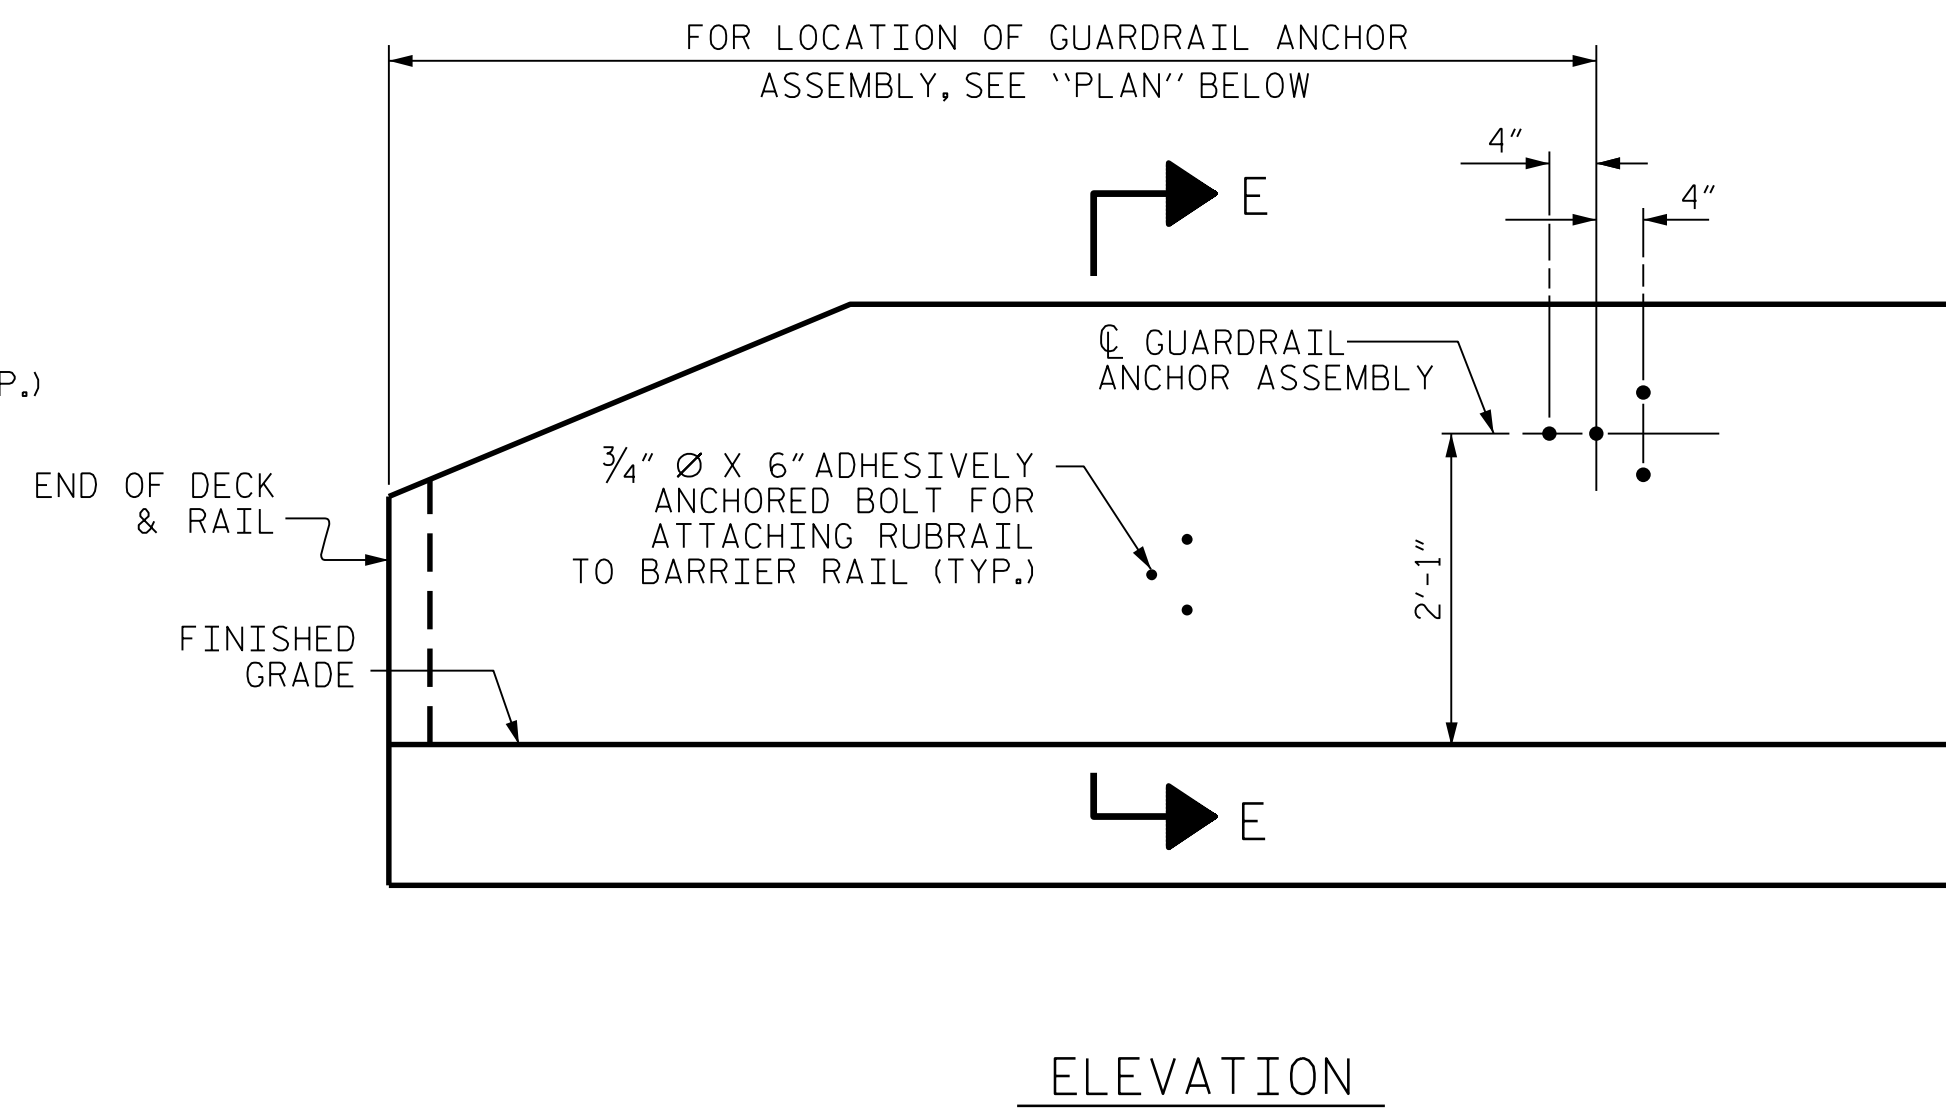 FOR LOCATION OF GUARDRAIL ANCHOR
ASSEMBLY, SEE ‟PLAN″ BELOW
4″
4″
E
℄ GUARDRAIL
ANCHOR ASSEMBLY
P.)
¾″ Ø X 6″ ADHESIVELY
ANCHORED BOLT FOR
ATTACHING RUBRAIL
TO BARRIER RAIL (TYP.)
END OF DECK
& RAIL
2′-1″
FINISHED
GRADE
E
ELEVATION